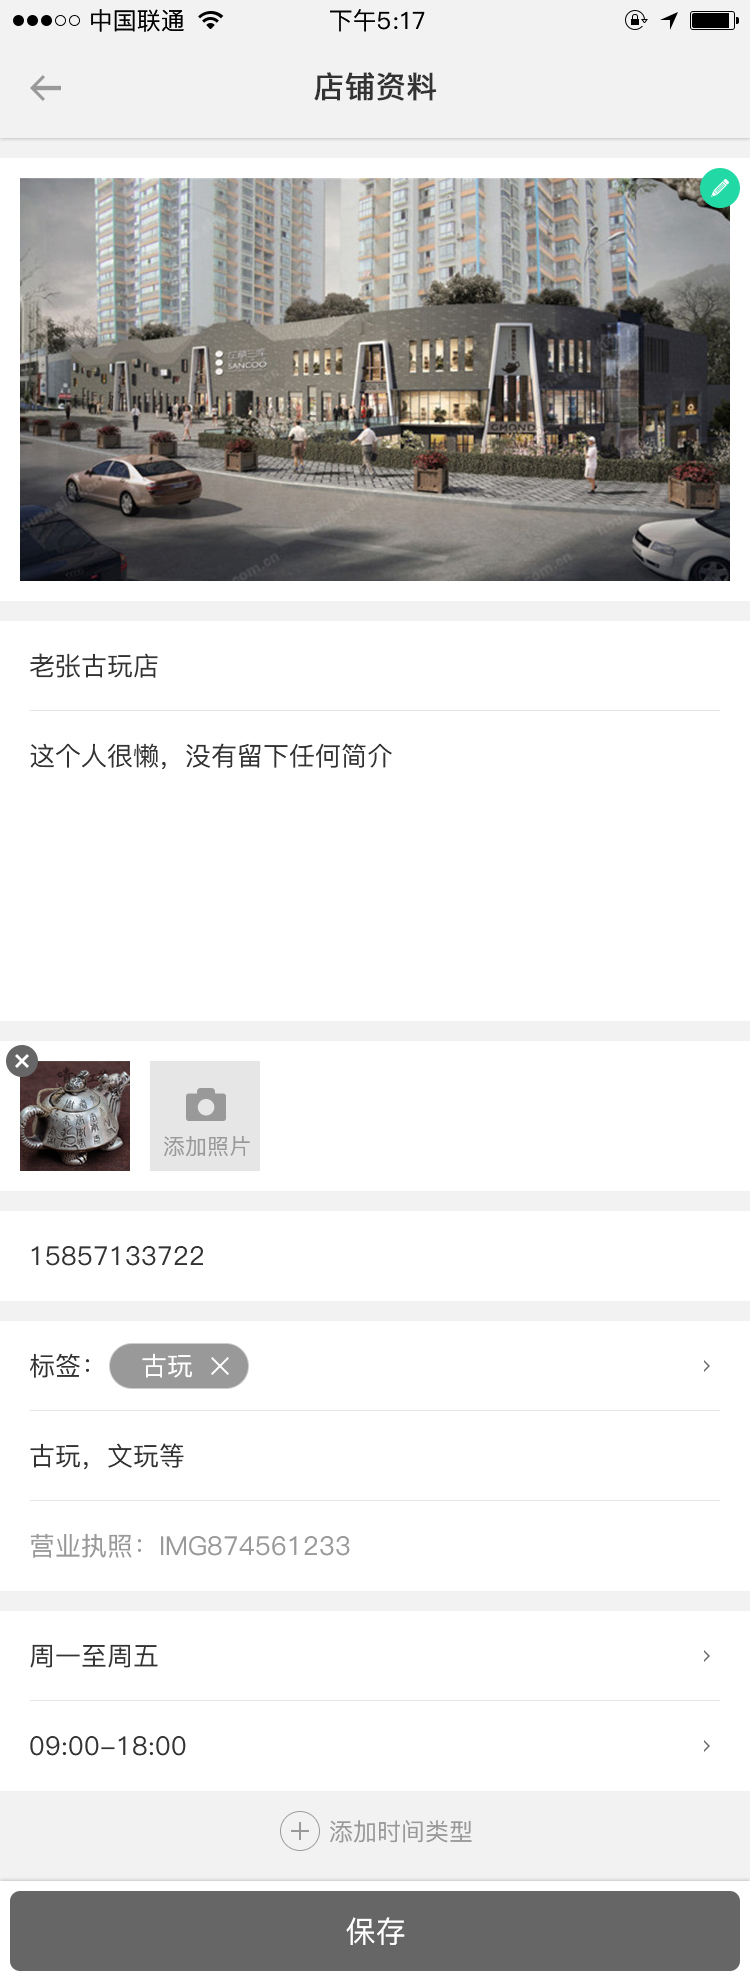 中国联通
下午5:17
店铺资料
SANCOO
GMOND
老张古玩店
这个人很懒，没有留下任何简介
添加照片
15857133722
标签：
古玩
古玩，文玩等
营业执照：IMG874561233
周一至周五
09:00-18:00
添加时间类型
保存